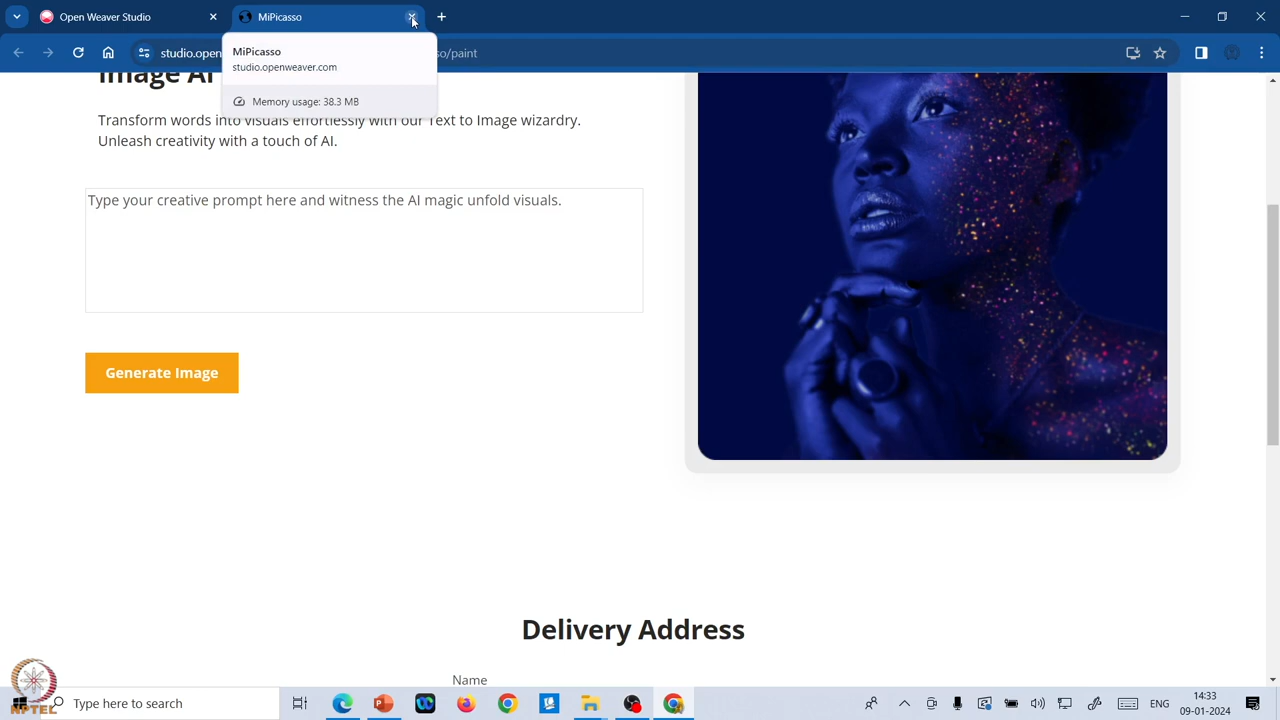 Open Weaver Studio
MiPicasso
studio.open
so/paint
MiPicasso
studio.openweaver.com
Memory usage: 38.3 MB
Image AI
Transform words into visuals effortlessly with our Text to Image wizardry.
Unleash creativity with a touch of AI.
Type your creative prompt here and witness the AI magic unfold visuals.
Generate Image
Delivery Address
Name
NPTEL
Type here to search
ENG
14:33
09-01-2024